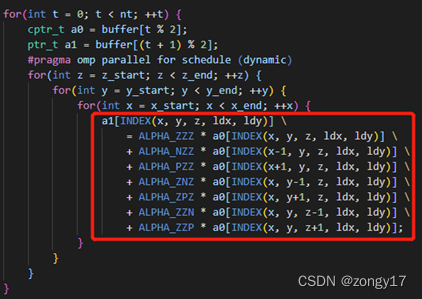 for(int t = 0; t < nt; ++t) {
    cptr_t a0 = buffer[t % 2];
    ptr_t a1 = buffer[(t + 1) % 2];
    #pragma omp parallel for schedule (dynamic)
    for(int z = z_start; z < z_end; ++z) {
        for(int y = y_start; y < y_end; ++y) {
            for(int x = x_start; x < x_end; ++x) {
                a1[INDEX(x, y, z, ldx, ldy)] \
                    = ALPHA_ZZZ * a0[INDEX(x, y, z, ldx, ldy)] \
                    + ALPHA_NZZ * a0[INDEX(x-1, y, z, ldx, ldy)] \
                    + ALPHA_PZZ * a0[INDEX(x+1, y, z, ldx, ldy)] \
                    + ALPHA_ZNZ * a0[INDEX(x, y-1, z, ldx, ldy)] \
                    + ALPHA_ZPZ * a0[INDEX(x, y+1, z, ldx, ldy)] \
                    + ALPHA_ZZN * a0[INDEX(x, y, z-1, ldx, ldy)] \
                    + ALPHA_ZZP * a0[INDEX(x, y, z+1, ldx, ldy)];
            }
        }
    }
}
CSDN @zongy17